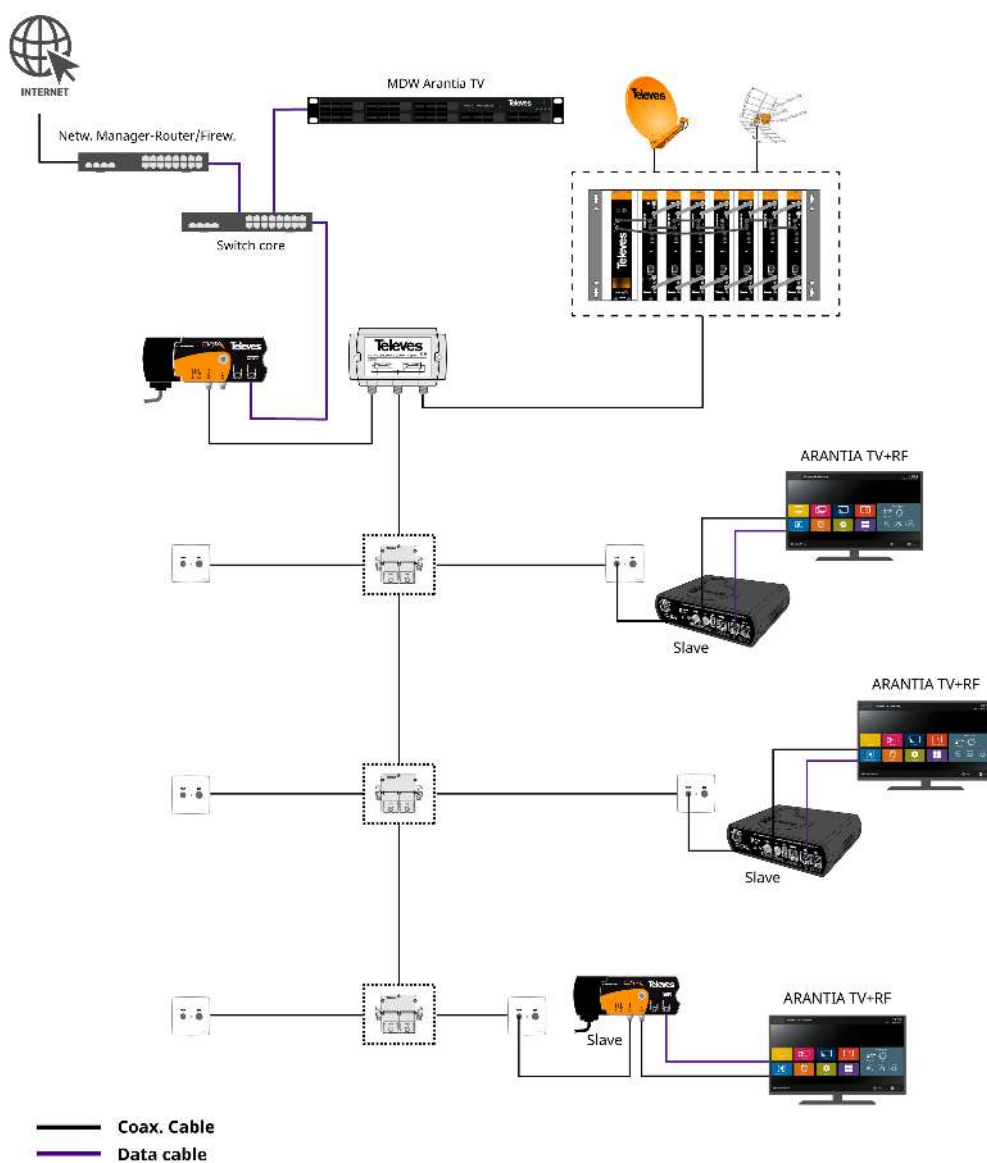 INTERNET
MDW Arantia TV
Televes
Netw. Manager-Router/Firew.
Switch core
Televes
Televes
Televes
Televes
ARANTIA TV+RF
Slave
ARANTIA TV+RF
Slave
Televes
Slave
ARANTIA TV+RF
Coax. Cable
Data cable